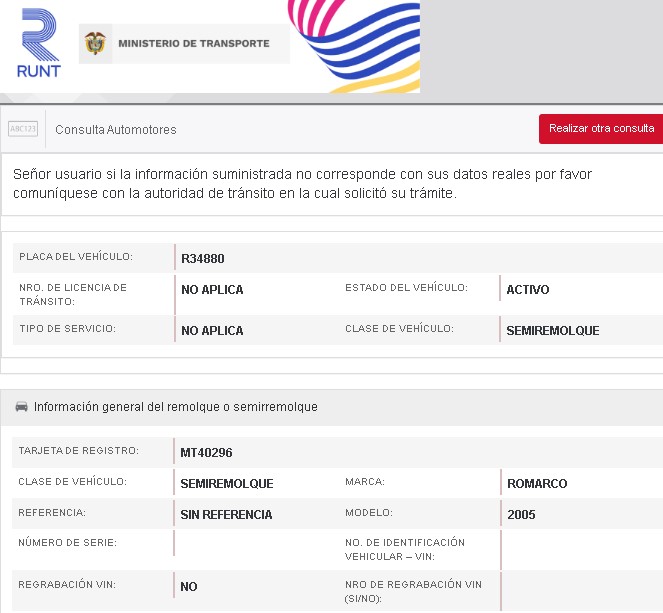 RUNT
MINISTERIO DE TRANSPORTE
ABC123
Consulta Automotores
Realizar otra consulta
Señor usuario si la información suministrada no corresponde con sus datos reales por favor
comuníquese con la autoridad de tránsito en la cual solicitó su trámite.
PLACA DEL VEHÍCULO: R34880
NRO. DE LICENCIA DE
TRÁNSITO: NO APLICA ESTADO DEL VEHÍCULO: ACTIVO
TIPO DE SERVICIO: NO APLICA CLASE DE VEHÍCULO: SEMIREMOLQUE
Información general del remolque o semirremolque
TARJETA DE REGISTRO: MT40296
CLASE DE VEHÍCULO: SEMIREMOLQUE MARCA: ROMARCO
REFERENCIA: SIN REFERENCIA MODELO: 2005
NÚMERO DE SERIE: NO. DE IDENTIFICACIÓN
VEHICULAR – VIN:
REGRABACIÓN VIN: NO NRO DE REGRABACIÓN VIN
(SI/NO):